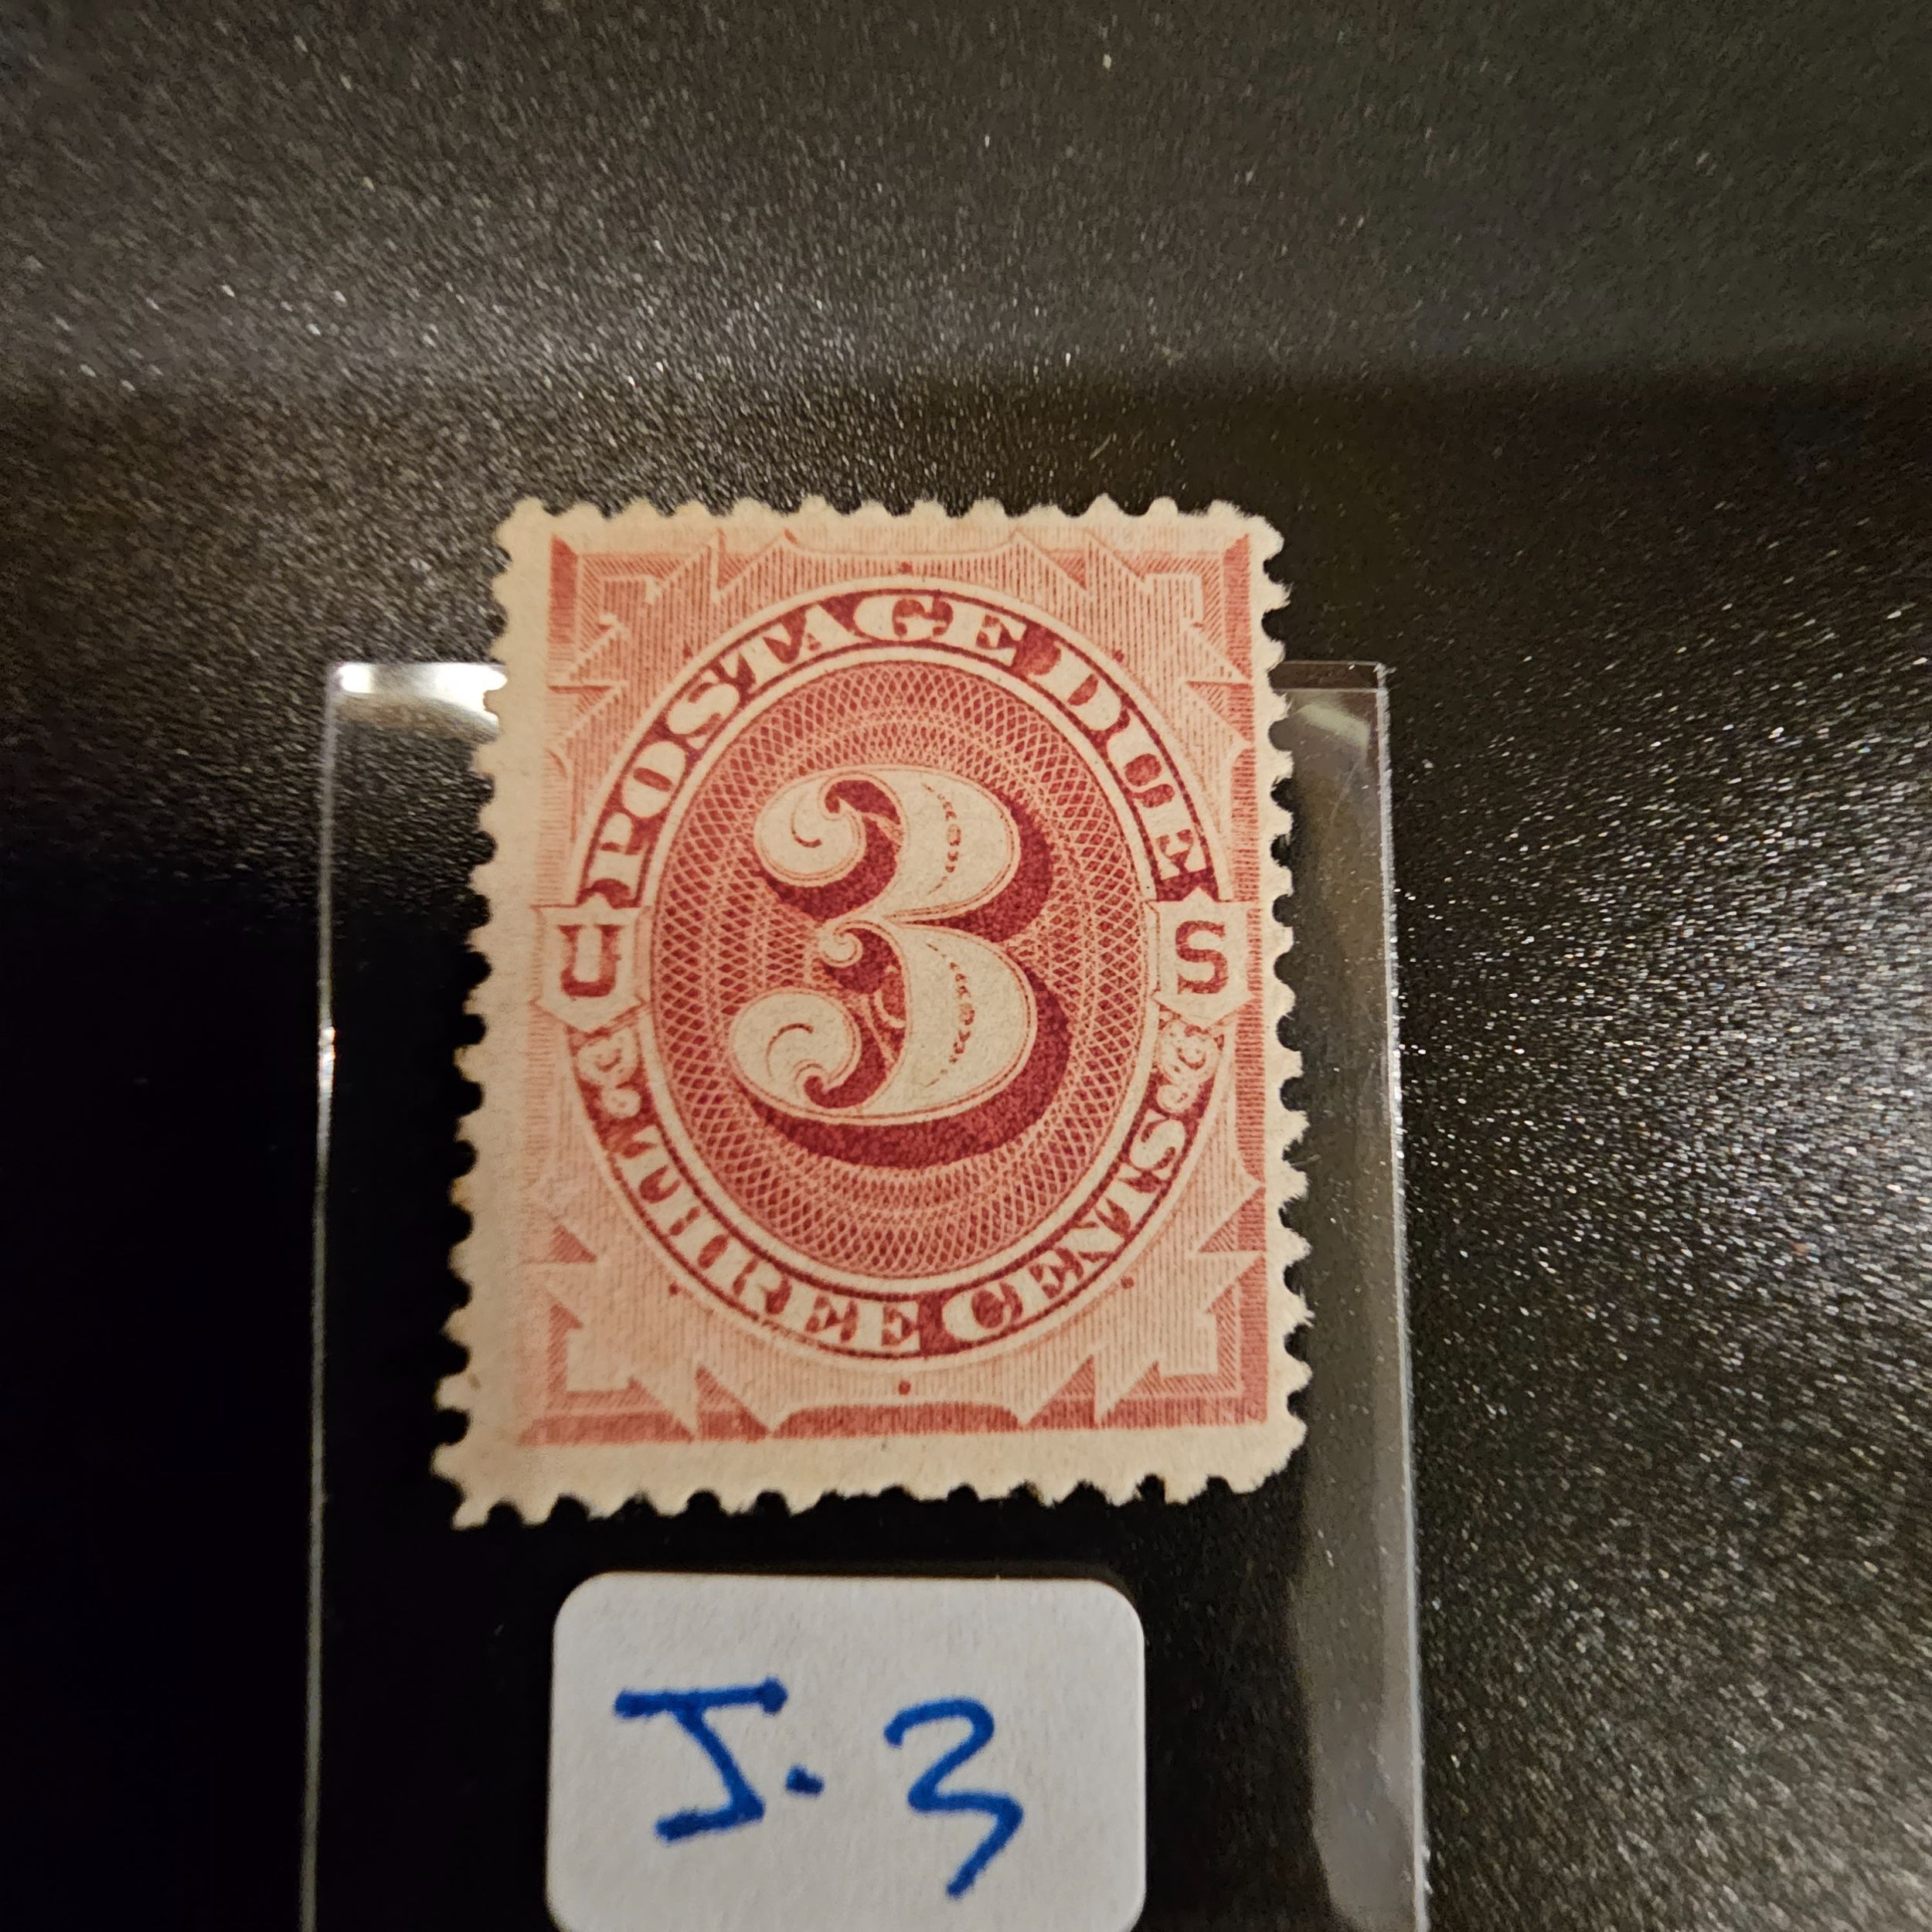 POSTAGE DUE
3
U S
THREE CENTS
J.3